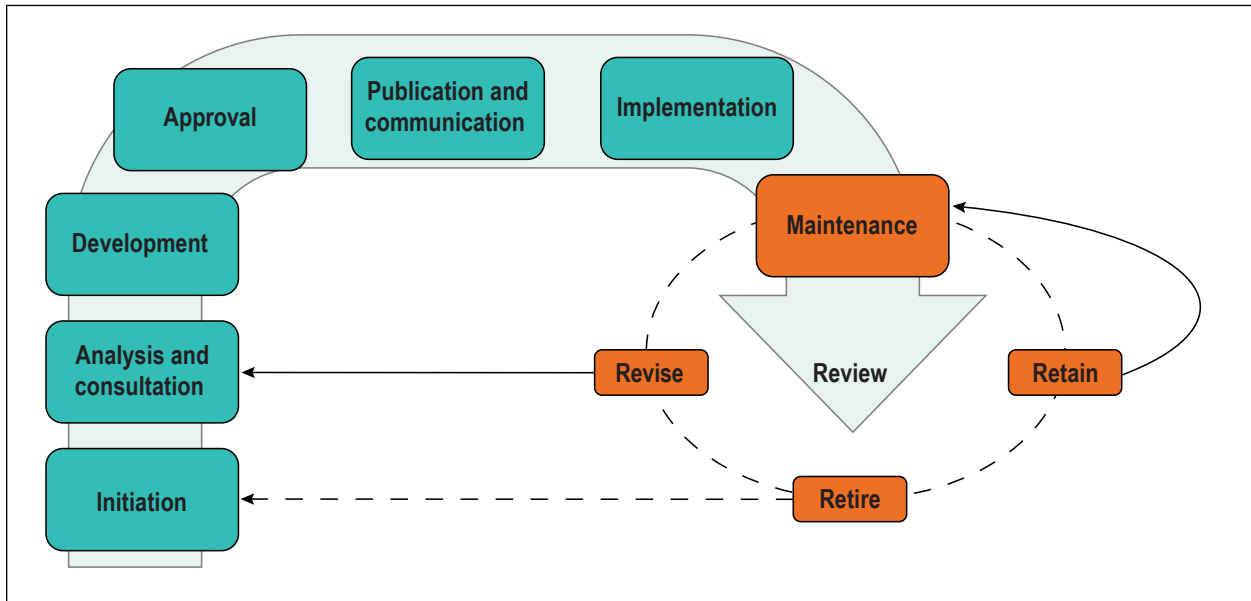 Approval
Publication and
communication
Implementation
Development
Maintenance
Analysis and
consultation
Revise
Review
Retain
Initiation
Retire